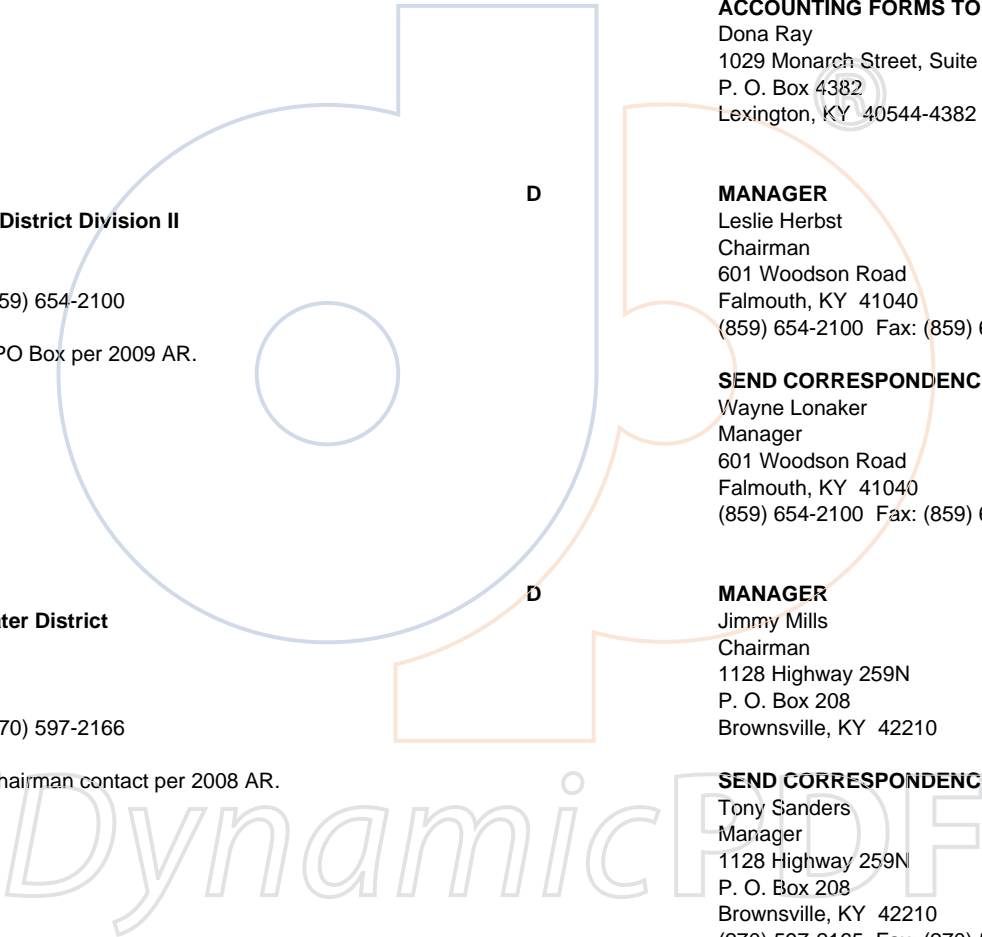 ACCOUNTING FORMS TO
Dona Ray
1029 Monarch Street, Suite
P. O. Box 4382
Lexington, KY 40544-4382
®
D
District Division II
59) 654-2100
PO Box per 2009 AR.
MANAGER
Leslie Herbst
Chairman
601 Woodson Road
Falmouth, KY 41040
(859) 654-2100 Fax: (859) 6
SEND CORRESPONDENC
Wayne Lonaker
Manager
601 Woodson Road
Falmouth, KY 41040
(859) 654-2100 Fax: (859) 6
D
ter District
70) 597-2166
hairman contact per 2008 AR.
MANAGER
Jimmy Mills
Chairman
1128 Highway 259N
P. O. Box 208
Brownsville, KY 42210
SEND CORRESPONDENC
Tony Sanders
Manager
1128 Highway 259N
P. O. Box 208
Brownsville, KY 42210
DynamicPDF